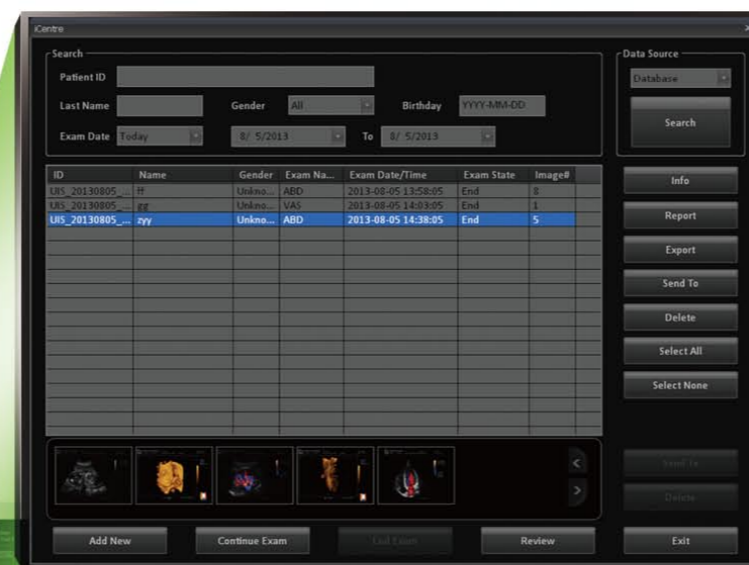 iCentre
Search
Data Source
Patient ID
Database
Last Name Gender All Birthday YYYY-MM-DD
Search
Exam Date Today 8/ 5/2013 To 8/ 5/2013
ID Name Gender Exam Na... Exam Date/Time Exam State Image#
UIS_20130805_... ff Unkno... ABD 2013-08-05 13:58:05 End 8
UIS_20130805_... gg Unkno... VAS 2013-08-05 14:03:05 End 1
UIS_20130805_... zyy Unkno... ABD 2013-08-05 14:38:05 End 5
Info
Report
Export
Send To
Delete
Select All
Select None
Send To
Delete
Add New Continue Exam End Exam Review Exit